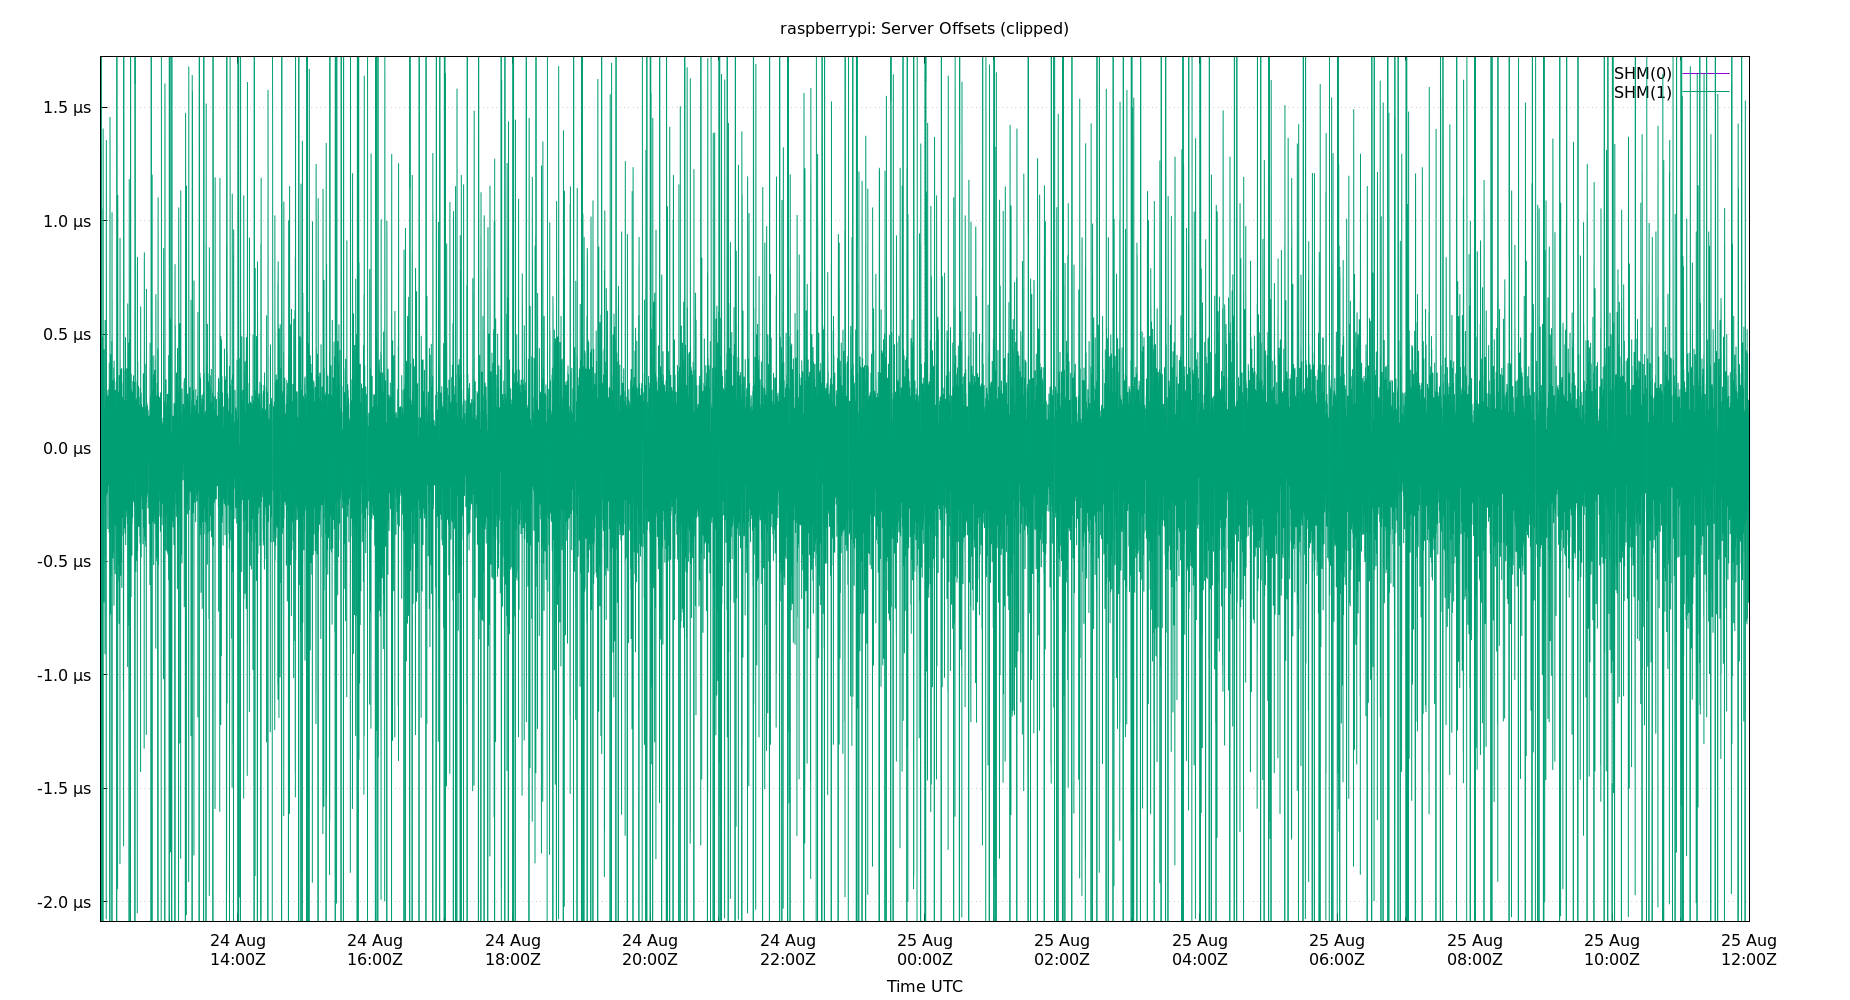 raspberrypi: Server Offsets (clipped)
SHM(0)
SHM(1)
1.5 µs
1.0 µs
0.5 µs
0.0 µs
-0.5 µs
-1.0 µs
-1.5 µs
-2.0 µs
24 Aug 24 Aug 24 Aug 24 Aug 24 Aug 25 Aug 25 Aug 25 Aug 25 Aug 25 Aug 25 Aug 25 Aug
14:00Z 16:00Z 18:00Z 20:00Z 22:00Z 00:00Z 02:00Z 04:00Z 06:00Z 08:00Z 10:00Z 12:00Z
Time UTC